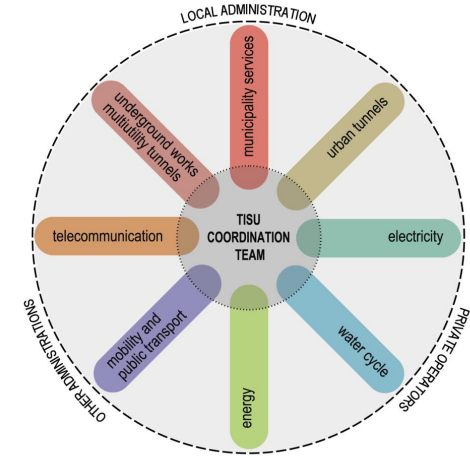 LOCAL ADMINISTRATION
municipality services
urban tunnels
underground works
multiutility tunnels
TISU
COORDINATION
TEAM
telecommunication
electricity
mobility and
public transport
water cycle
energy
OTHER ADMINISTRATIONS
PRIVATE OPERATORS